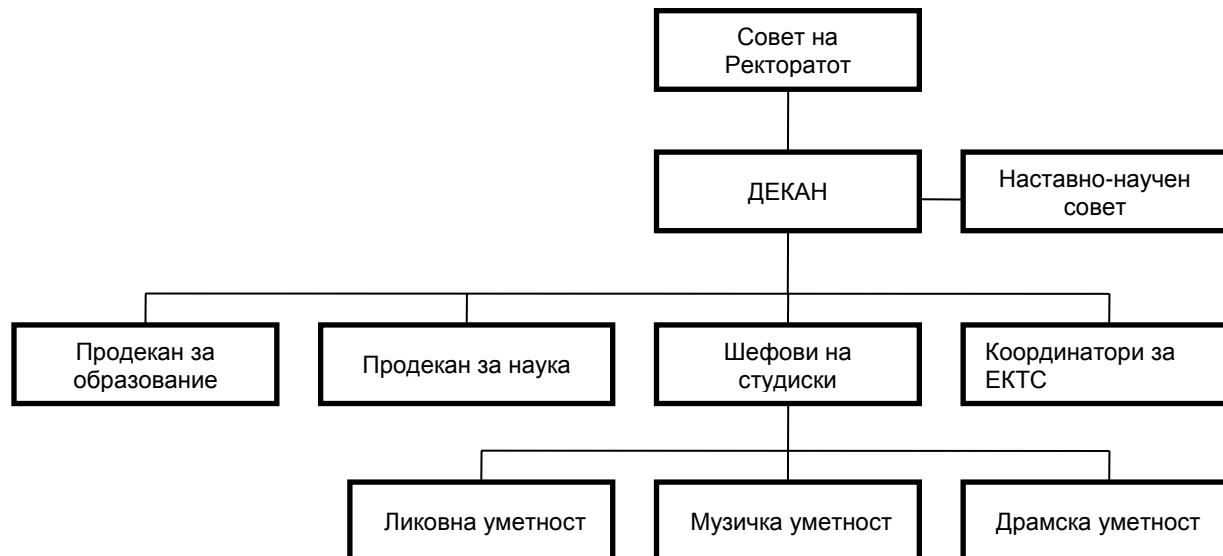 Совет на
Ректоратот
ДЕКАН
Наставно-научен
совет
Продекан за
образование
Продекан за наука
Шефови на
студиски
Координатори за
ЕКТС
Ликовна уметност
Музичка уметност
Драмска уметност